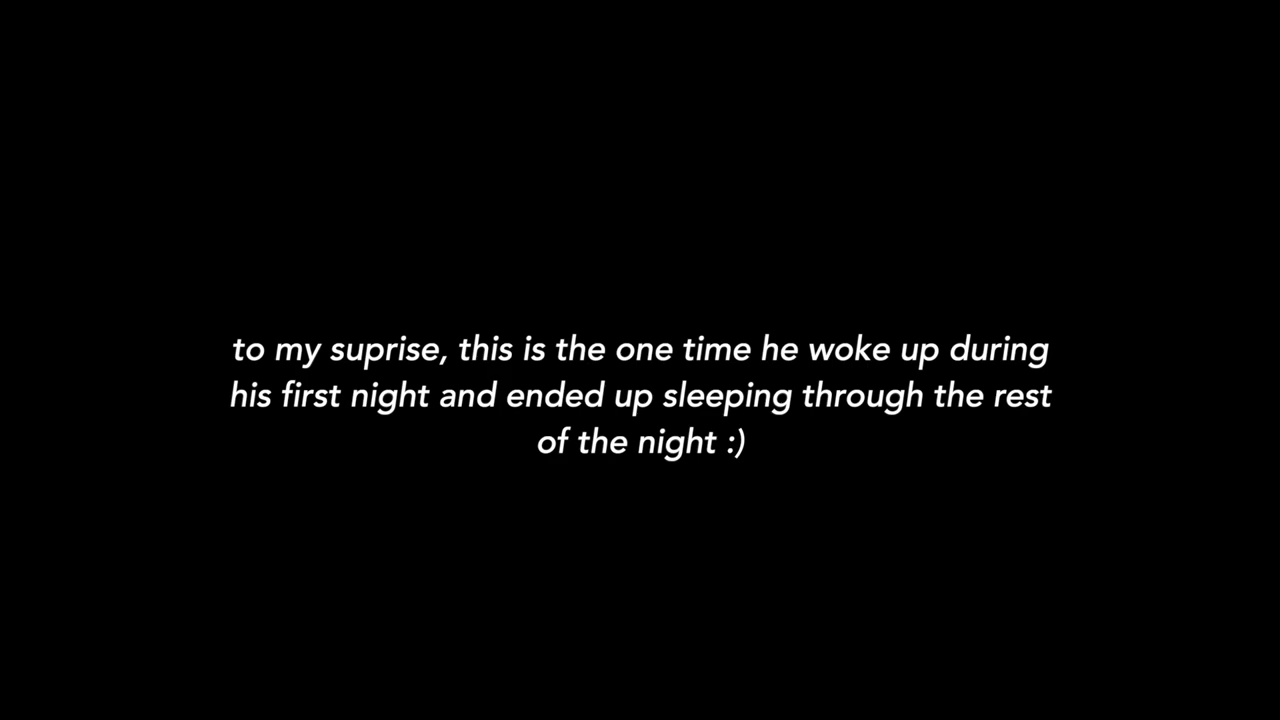 to my suprise, this is the one time he woke up during
his first night and ended up sleeping through the rest
of the night :)